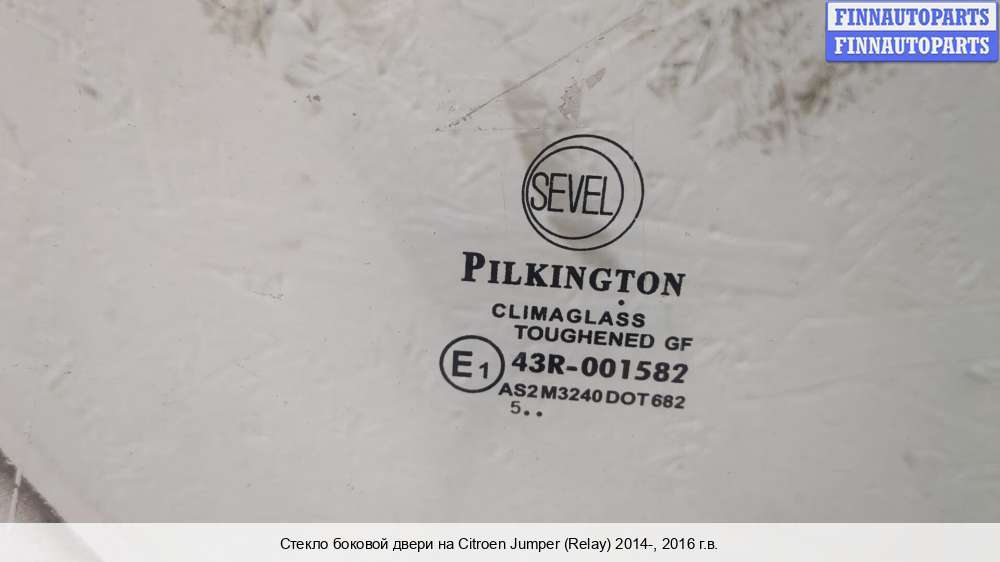 FINNAUTOPARTS
FINNAUTOPARTS
SEVEL
PILKINGTON
CLIMAGLASS
TOUGHENED GF
E1 43R-001582
AS2 M3240 DOT 682
5..
Стекло боковой двери на Citroen Jumper (Relay) 2014-, 2016 г.в.